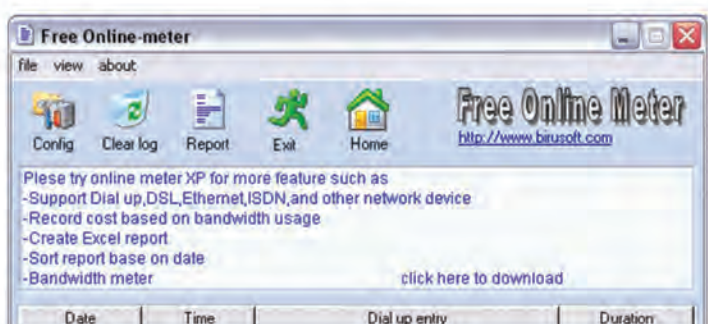 Free Online-meter
file view about
Free Online Meter
http://www.birusoft.com
Config Clear log Report Exit Home
Plese try online meter XP for more feature such as
-Support Dial up,DSL,Ethernet,ISDN,and other network device
-Record cost based on bandwidth usage
-Create Excel report
-Sort report base on date
-Bandwidth meter click here to download
Date Time Dial up entry Duration